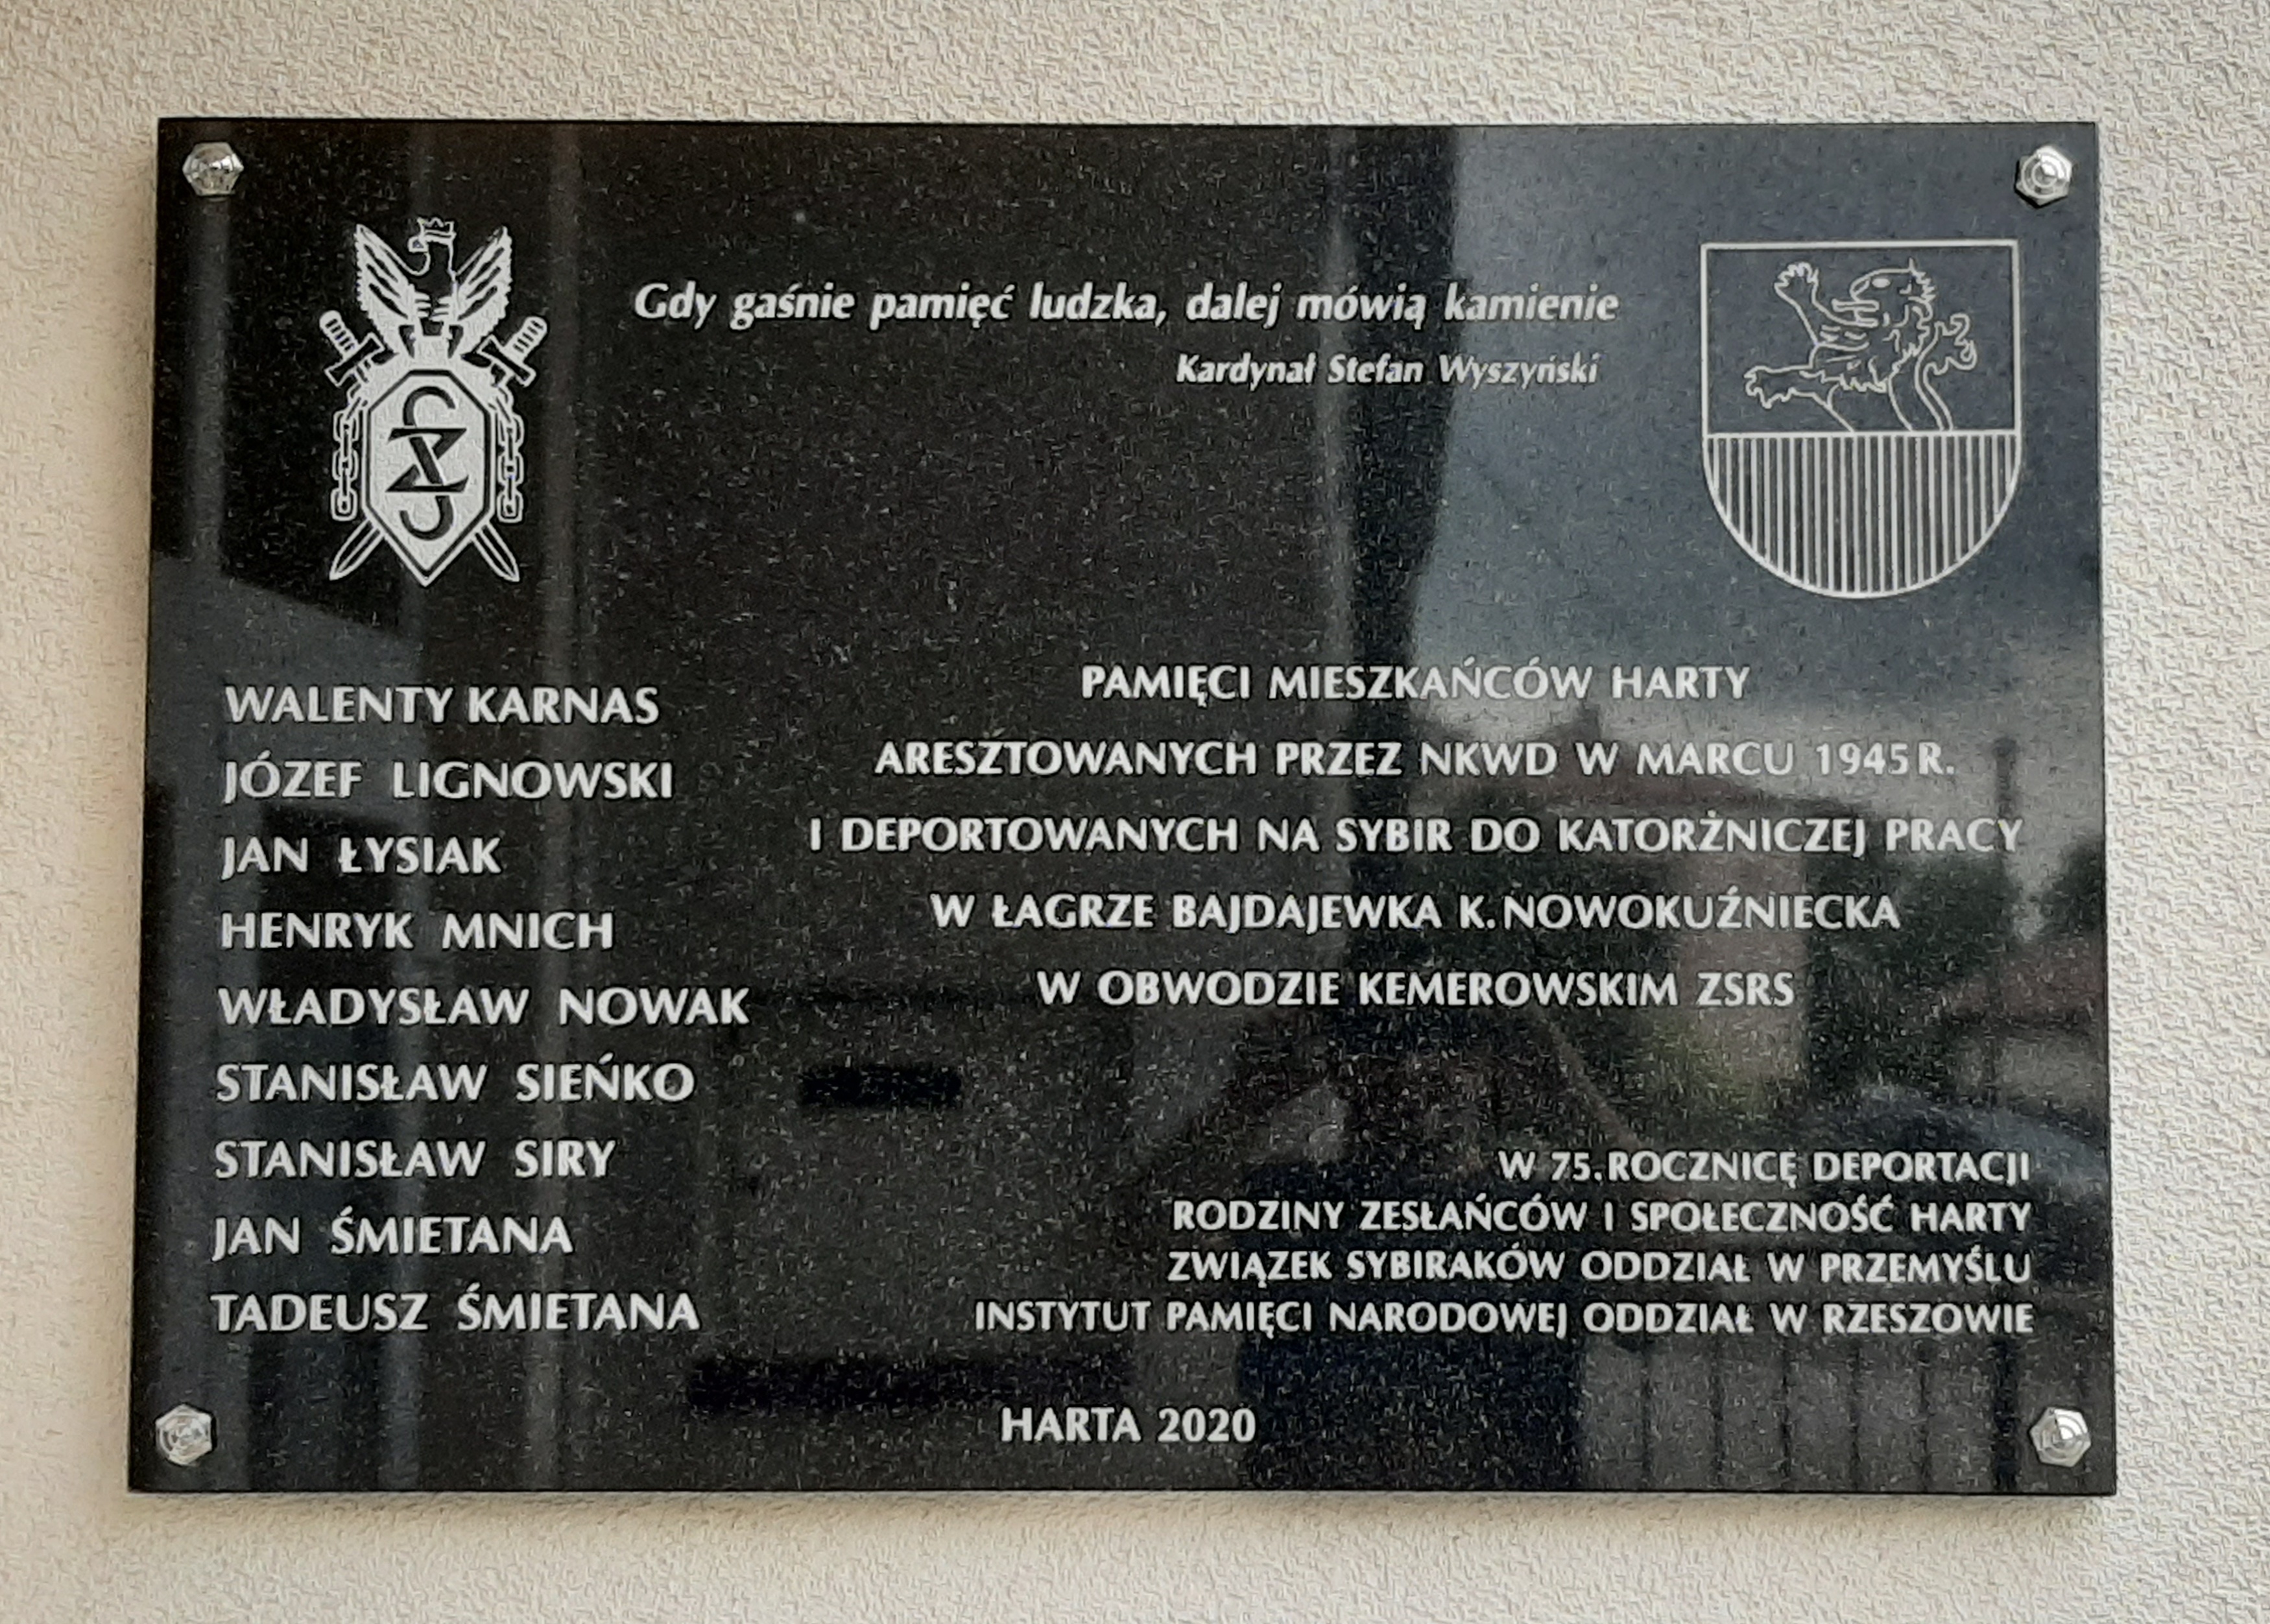 Gdy gaśnie pamięć ludzka, dalej mówią kamienie
Kardynał Stefan Wyszyński
WALENTY KARNAS
JÓZEF LIGNOWSKI
JAN ŁYSIAK
HENRYK MNICH
WŁADYSŁAW NOWAK
STANISŁAW SIEŃKO
STANISŁAW SIRY
JAN ŚMIETANA
TADEUSZ ŚMIETANA
PAMIĘCI MIESZKAŃCÓW HARTY
ARESZTOWANYCH PRZEZ NKWD W MARCU 1945 R.
I DEPORTOWANYCH NA SYBIR DO KATORŻNICZEJ PRACY
W ŁAGRZE BAJDAJEWKA K. NOWOKUŹNIECKA
W OBWODZIE KEMEROWSKIM ZSRS
W 75. ROCZNICĘ DEPORTACJI
RODZINY ZESŁAŃCÓW I SPOŁECZNOŚĆ HARTY
ZWIĄZEK SYBIRAKÓW ODDZIAŁ W PRZEMYŚLU
INSTYTUT PAMIĘCI NARODOWEJ ODDZIAŁ W RZESZOWIE
HARTA 2020